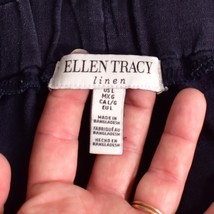 ELLEN TRACY
linen
US L
MX G
CA L/G
EU L
MADE IN
BANGLADESH
FABRIQUÉ AU
BANGLADESH
HECHO EN
BANGLADESH